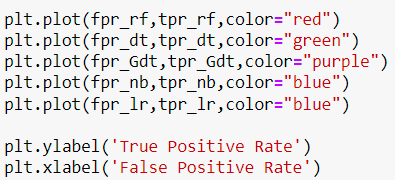 plt.plot(fpr_rf,tpr_rf,color="red")
plt.plot(fpr_dt,tpr_dt,color="green")
plt.plot(fpr_Gdt,tpr_Gdt,color="purple")
plt.plot(fpr_nb,tpr_nb,color="blue")
plt.plot(fpr_lr,tpr_lr,color="blue")
plt.ylabel('True Positive Rate')
plt.xlabel('False Positive Rate')